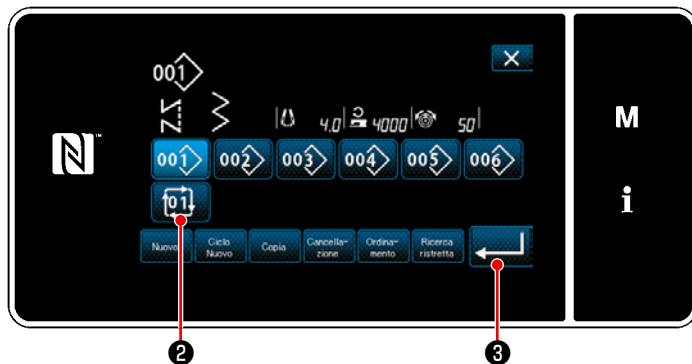 001
4.0 4000 50
M
001 002 003 004 005 006
01
i
Nuovo Ciclo Nuovo Copia Cancella-zione Ordina-mento Ricerca ristretta
2 3